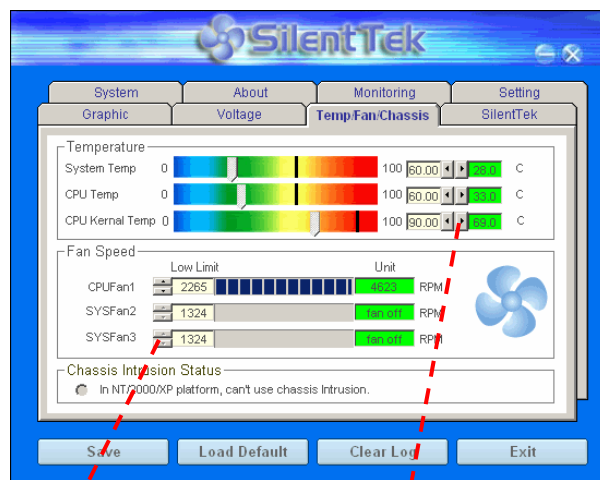 SilentTek
System About Monitoring Setting
Graphic Voltage Temp/Fan/Chassis SilentTek
Temperature
System Temp 0 100 60.00 28.0 C
CPU Temp 0 100 60.00 33.0 C
CPU Kernal Temp 0 100 90.00 69.0 C
Fan Speed
Low Limit Unit
CPUFan1 2265 4623 RPM
SYSFan2 1324 fan off RPM
SYSFan3 1324 fan off RPM
Chassis Intrusion Status
In NT/2000/XP platform, can't use chassis Intrusion.
Save Load Default Clear Log Exit